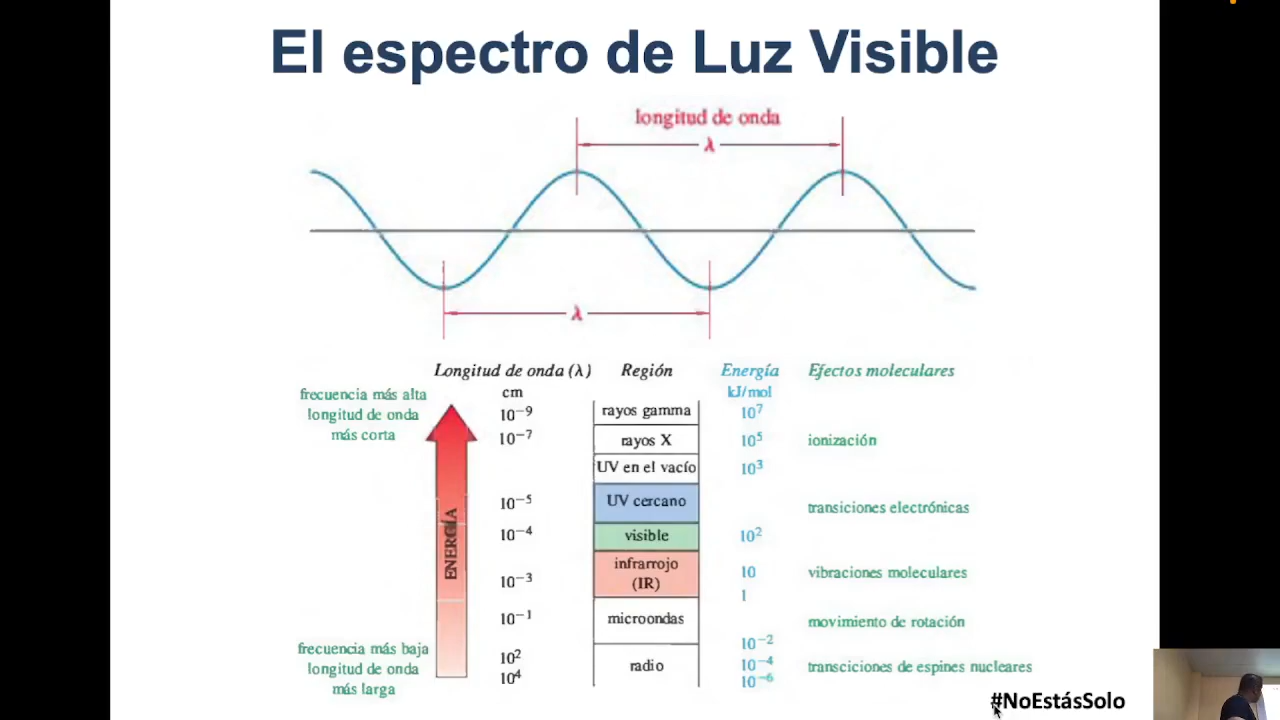 El espectro de Luz Visible
longitud de onda
λ
λ
Longitud de onda (λ) Región Energía Efectos moleculares
cm kJ/mol
frecuencia más alta
longitud de onda
más corta
10⁻⁹ rayos gamma 10⁷
10⁻⁷ rayos X 10⁵ ionización
UV en el vacío 10³
10⁻⁵ UV cercano transiciones electrónicas
10⁻⁴ visible 10²
ENERGÍA
infrarrojo 10 vibraciones moleculares
10⁻³ (IR) 1
10⁻¹ microondas movimiento de rotación
10⁻²
frecuencia más baja
longitud de onda
más larga
10² radio 10⁻⁴ transciciones de espines nucleares
10⁴ 10⁻⁶
#NoEstásSolo